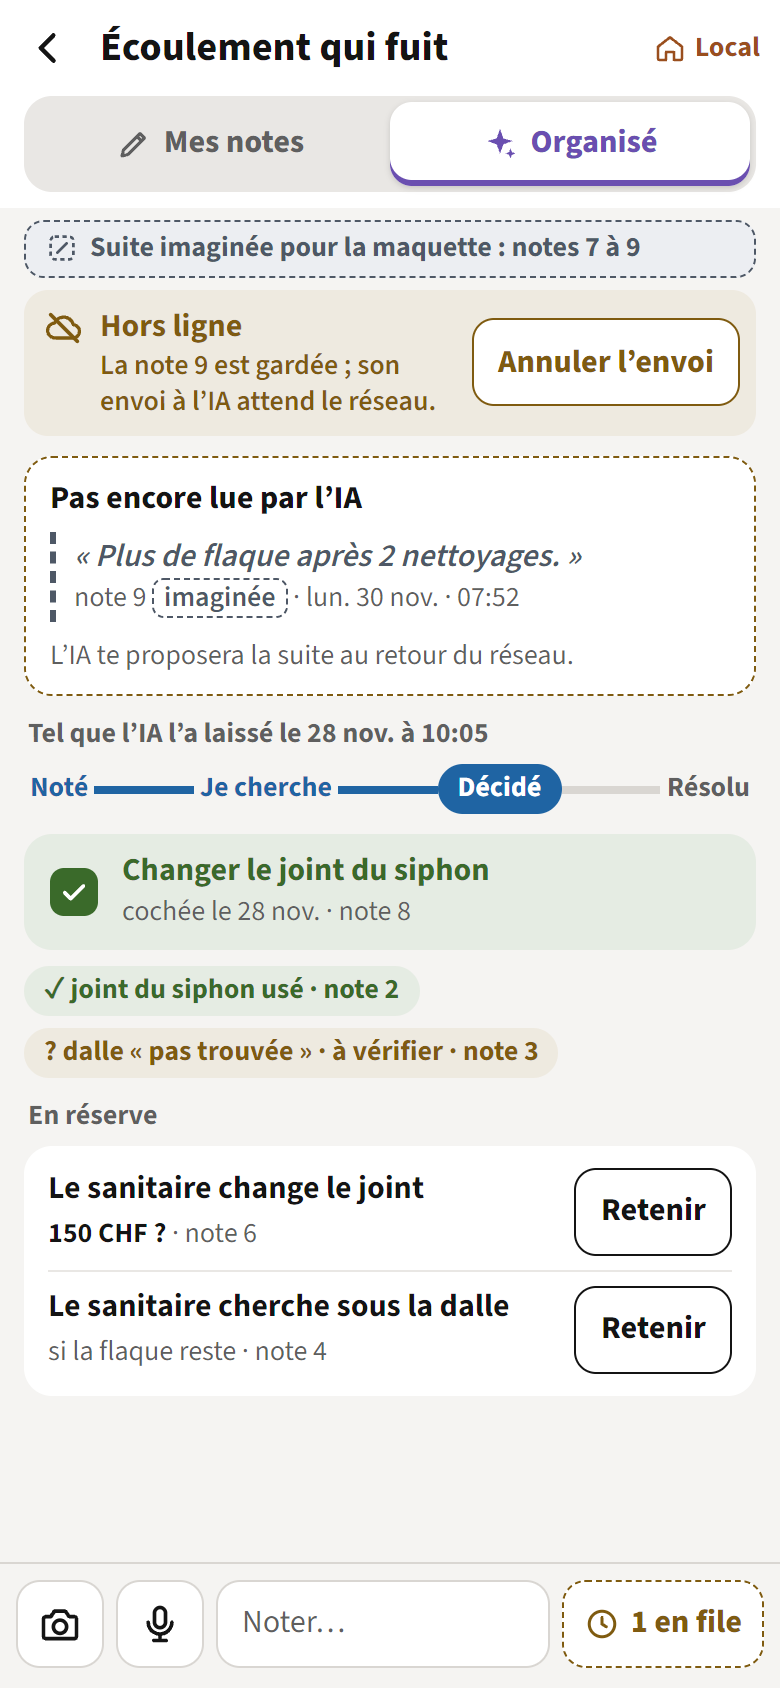 Écoulement qui fuit
Local
Mes notes
Organisé
Suite imaginée pour la maquette : notes 7 à 9
Hors ligne
La note 9 est gardée ; son
envoi à l’IA attend le réseau.
Annuler l’envoi
Pas encore lue par l’IA
« Plus de flaque après 2 nettoyages. »
note 9 imaginée · lun. 30 nov. · 07:52
L’IA te proposera la suite au retour du réseau.
Tel que l’IA l’a laissé le 28 nov. à 10:05
Noté Je cherche Décidé Résolu
Changer le joint du siphon
cochée le 28 nov. · note 8
✓ joint du siphon usé · note 2
? dalle « pas trouvée » · à vérifier · note 3
En réserve
Le sanitaire change le joint
150 CHF ? · note 6
Retenir
Le sanitaire cherche sous la dalle
si la flaque reste · note 4
Retenir
Noter…
1 en file